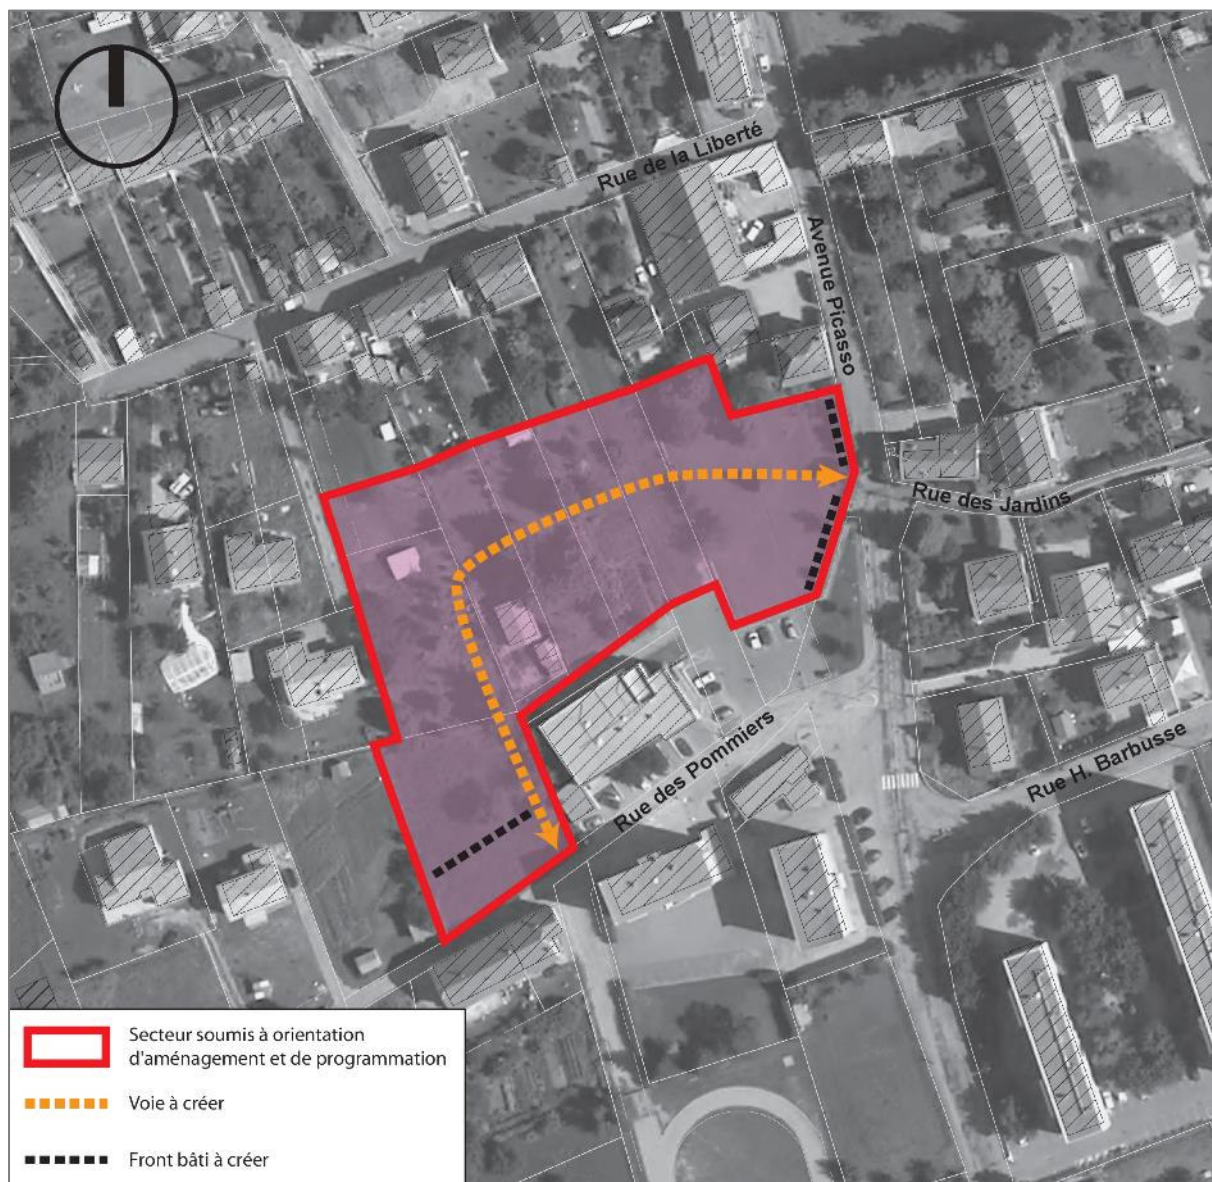 Rue de la Liberté
Avenue Picasso
Rue des Jardins
Rue des Pommiers
Rue H. Barbusse
Secteur soumis à orientation
d'aménagement et de programmation
Voie à créer
Front bâti à créer